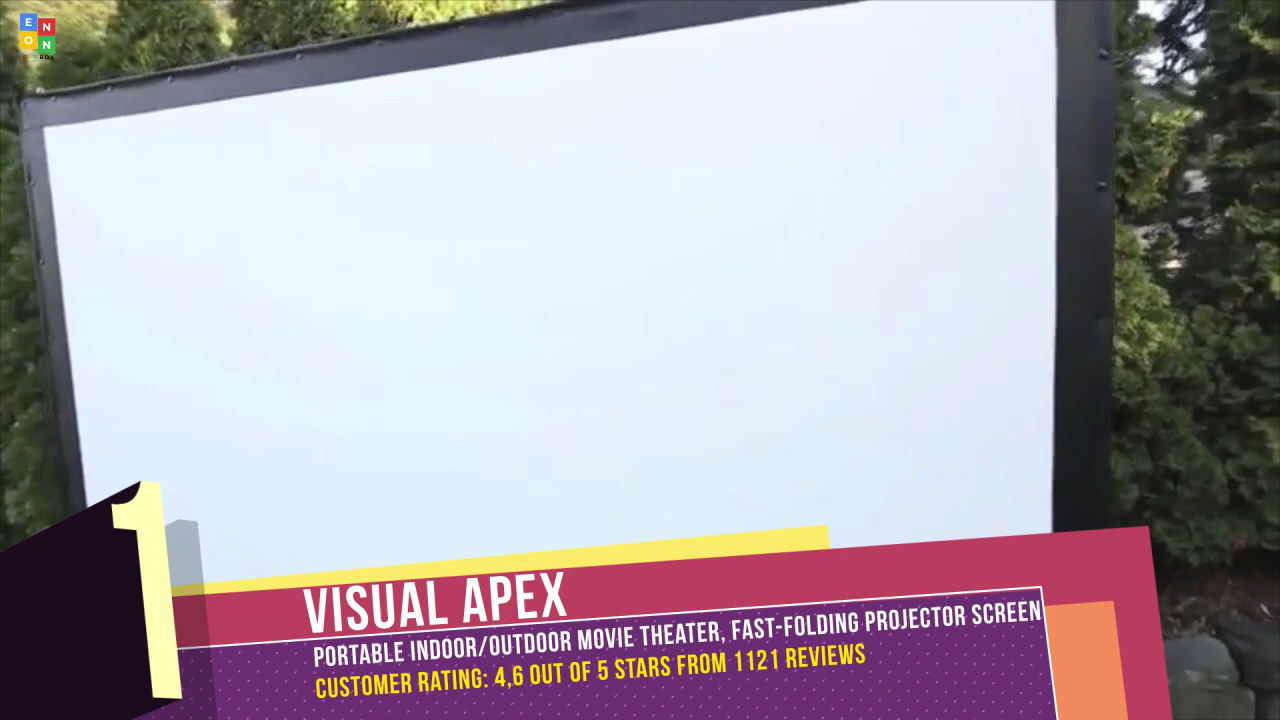 E N
O N
1
VISUAL APEX
PORTABLE INDOOR/OUTDOOR MOVIE THEATER, FAST-FOLDING PROJECTOR SCREEN
CUSTOMER RATING: 4,6 OUT OF 5 STARS FROM 1121 REVIEWS